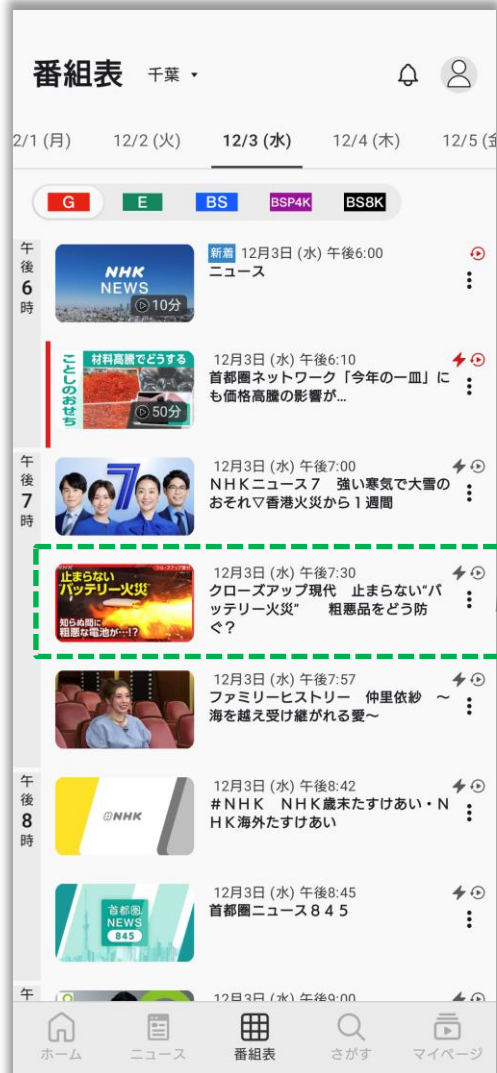 番組表 千葉
2/1 (月) 12/2 (火) 12/3 (水) 12/4 (木) 12/5 (金
G E BS BSP4K BS8K
午後6時
NHK
NEWS
10分
新着 12月3日 (水) 午後6:00
ニュース
ことしのおせち
材料高騰でどうする
50分
12月3日 (水) 午後6:10
首都圏ネットワーク「今年の一皿」に
も価格高騰の影響が...
午後7時
7
12月3日 (水) 午後7:00
NHKニュース7 強い寒気で大雪の
おそれ▽香港火災から1週間
止まらない
バッテリー火災
知らぬ間に
粗悪な電池が…!?
12月3日 (水) 午後7:30
クローズアップ現代 止まらない“バ
ッテリー火災” 粗悪品をどう防
ぐ?
12月3日 (水) 午後7:57
ファミリーヒストリー 仲里依紗 ～
海を越え受け継がれる愛～
午後8時
#NHK
12月3日 (水) 午後8:42
#NHK NHK歳末たすけあい・N
HK海外たすけあい
首都圏
NEWS
845
12月3日 (水) 午後8:45
首都圏ニュース845
午
12月3日 (水) 午後9:00
ホーム ニュース 番組表 さがす マイページ